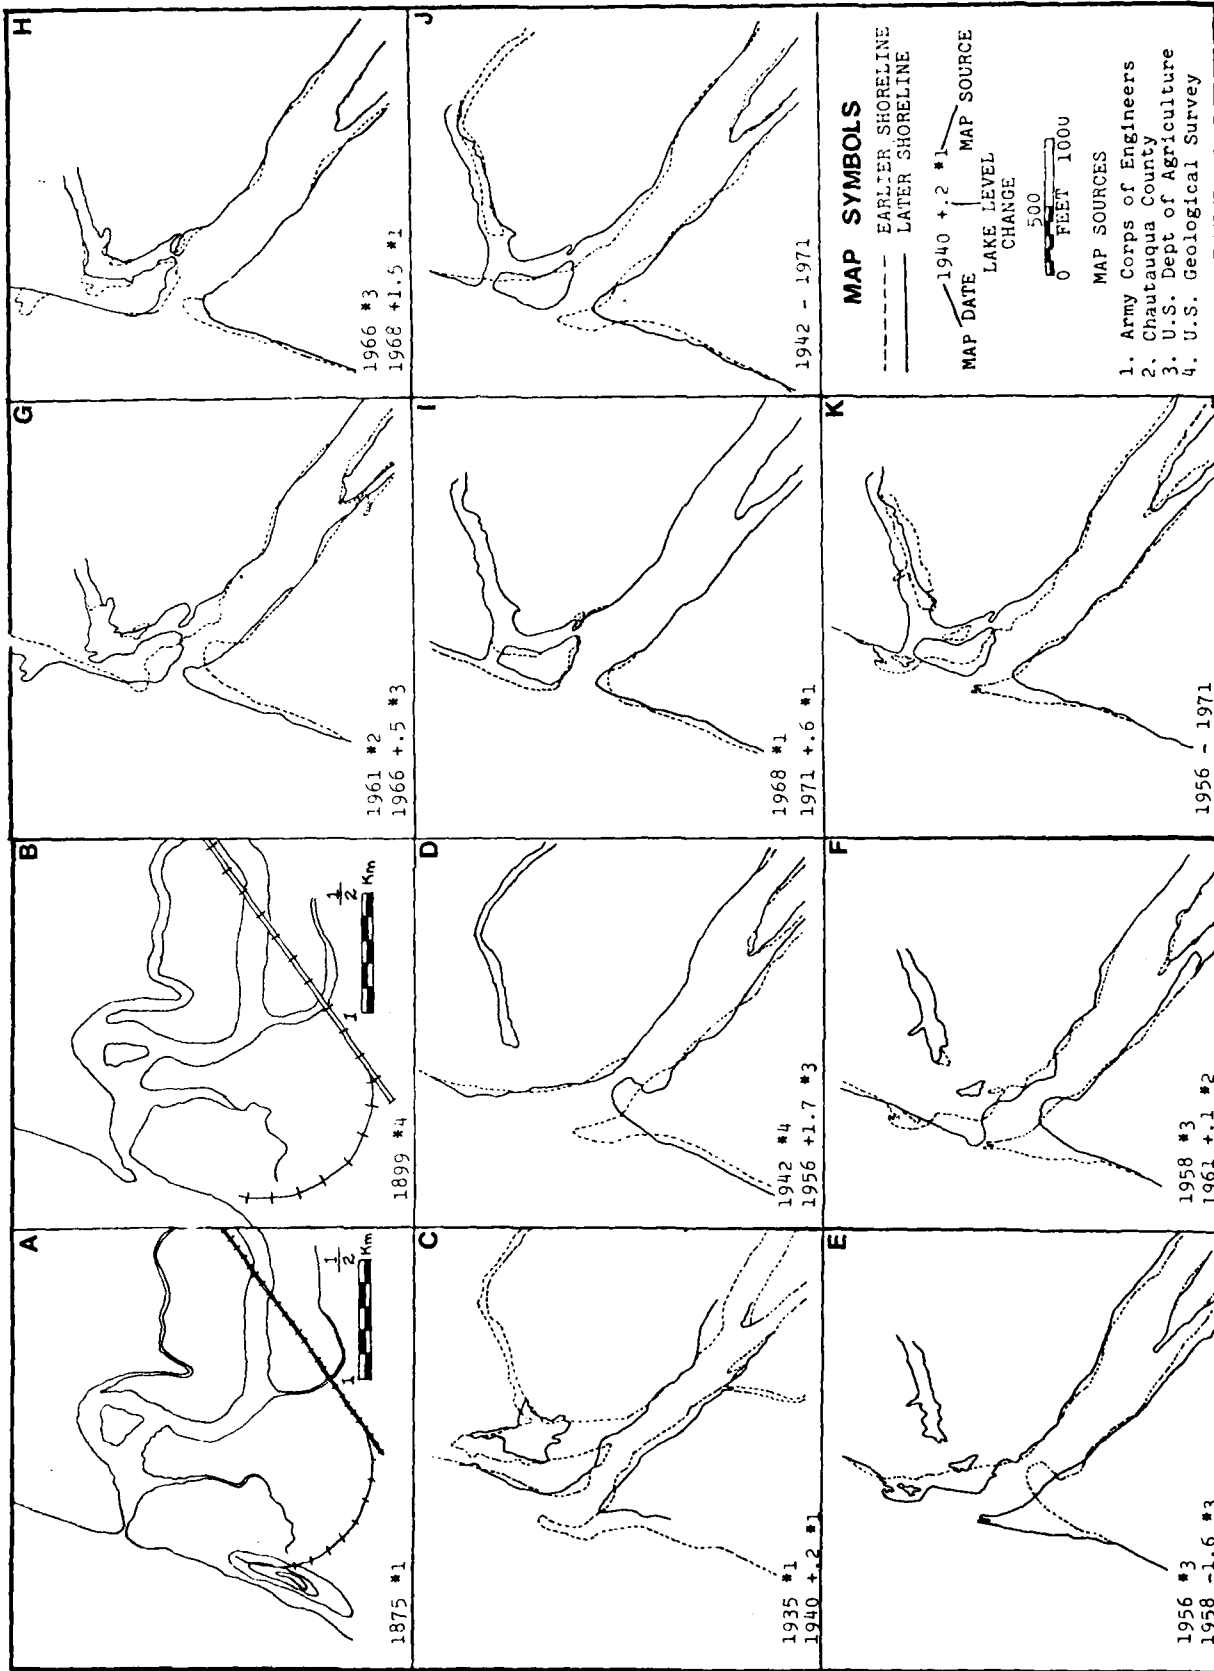 A
1875 #1
1 1/2 Km
B
1899 #4
1 1/2 Km
C
1935 #1
1940 +.2 #1
D
1942 #4
1956 +1.7 #3
E
1956 #3
1958 -1.6 #3
F
1958 #3
1961 +.1 #2
G
1961 #2
1966 +.5 #3
H
1966 #3
1968 +1.5 #1
I
1968 #1
1971 +.6 #1
J
1942 - 1971
K
1956 - 1971
MAP SYMBOLS
EARLIER SHORELINE
LATER SHORELINE
1940 +.2 #1
MAP DATE
MAP SOURCE
LAKE LEVEL
CHANGE
500
0 FEET 1000
MAP SOURCES
1. Army Corps of Engineers
2. Chautauqua County
3. U.S. Dept of Agriculture
4. U.S. Geological Survey